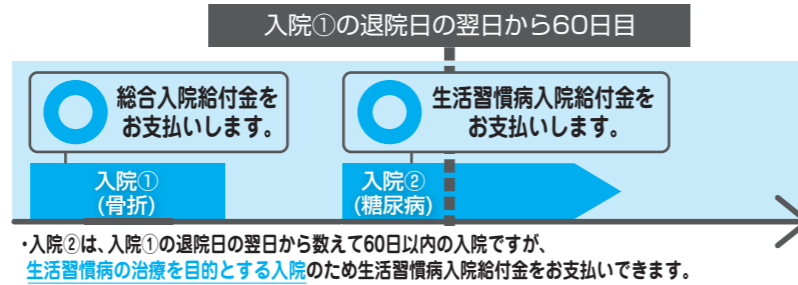 入院①の退院日の翌日から60日目
総合入院給付金を
お支払いします。
生活習慣病入院給付金を
お支払いします。
入院①
(骨折)
入院②
(糖尿病)
・入院②は、入院①の退院日の翌日から数えて60日以内の入院ですが、
生活習慣病の治療を目的とする入院のため生活習慣病入院給付金をお支払いできます。